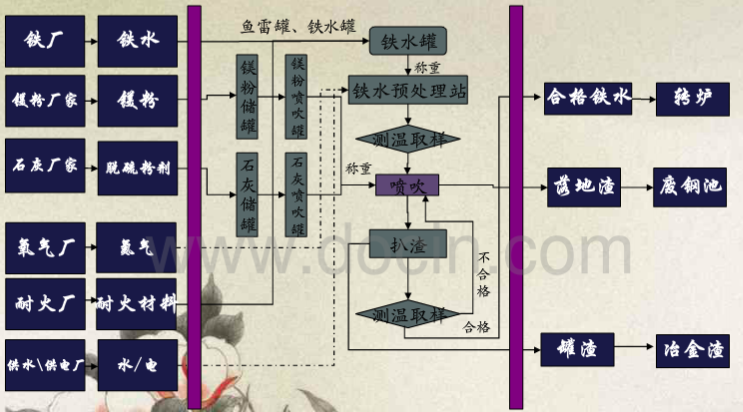 铁厂
铁水
鱼雷罐、铁水罐
铁水罐
称重
镁粉厂家
镁粉
镁粉储罐
镁粉喷吹罐
铁水预处理站
合格铁水
转炉
测温取样
石灰厂家
脱硫粉剂
石灰储罐
石灰喷吹罐
称重
喷吹
落地渣
废钢池
氧气厂
氮气
扒渣
不合格
www.docin.com
耐火厂
耐火材料
测温取样
合格
供水\供电厂
水/电
罐渣
冶金渣